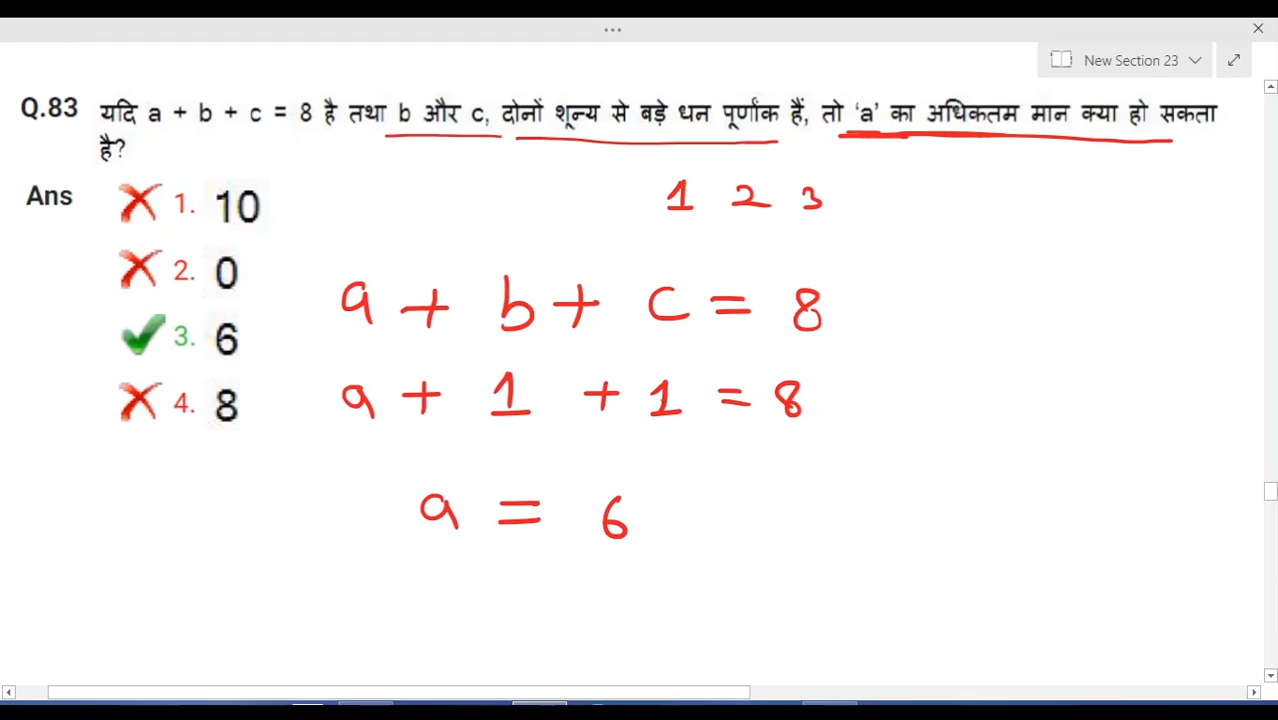 ...
New Section 23
Q.83 यदि a + b + c = 8 है तथा b और c, दोनों शून्य से बड़े धन पूर्णांक हैं, तो ‘a’ का अधिकतम मान क्या हो सकता
है?
Ans 1. 10
2. 0
3. 6
4. 8
1 2 3
a + b + c = 8
a + 1 + 1 = 8
a = 6